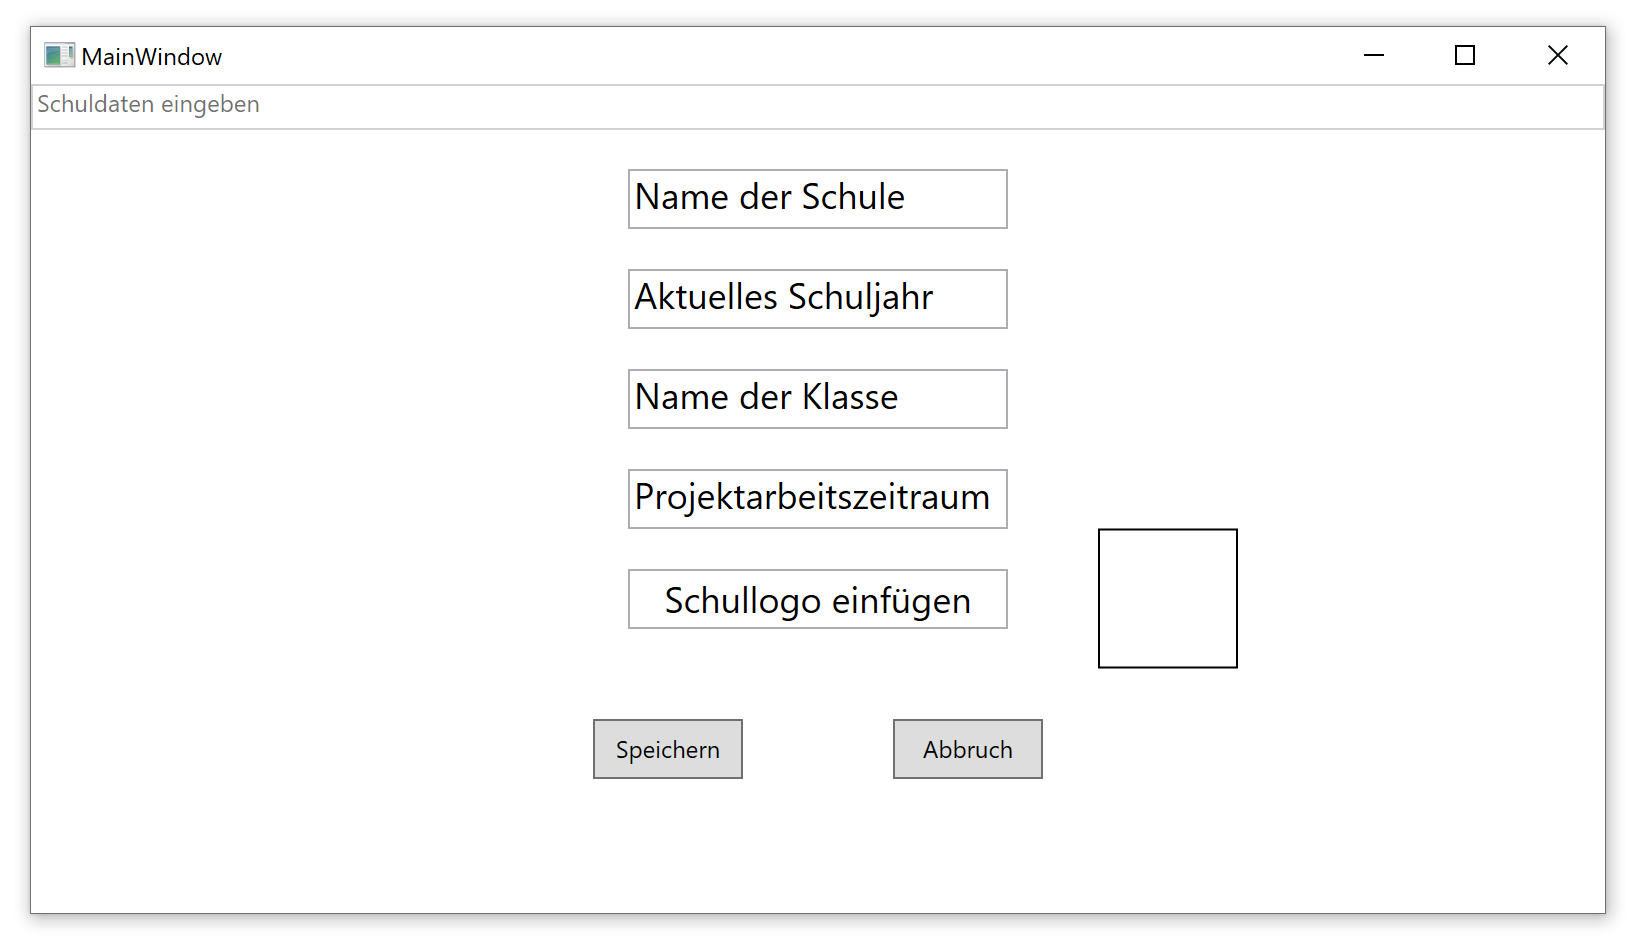 MainWindow
Schuldaten eingeben
Name der Schule
Aktuelles Schuljahr
Name der Klasse
Projektarbeitszeitraum
Schullogo einfügen
Speichern
Abbruch